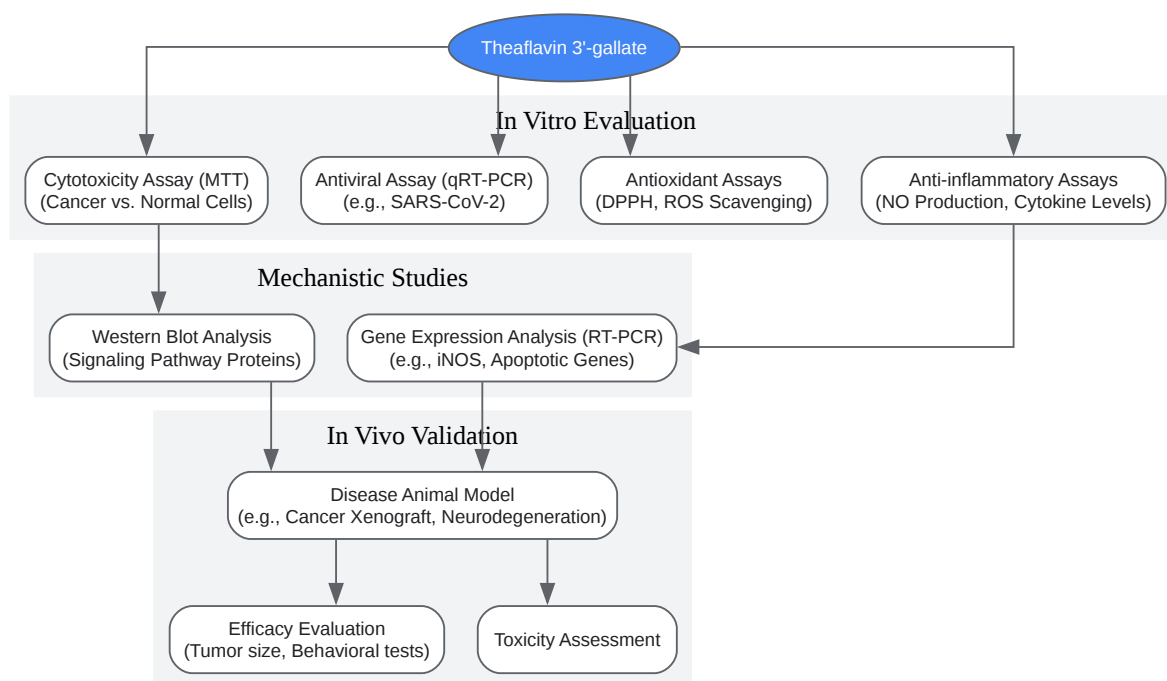 Theaflavin 3'-gallate
In Vitro Evaluation
Cytotoxicity Assay (MTT)
(Cancer vs. Normal Cells)
Antiviral Assay (qRT-PCR)
(e.g., SARS-CoV-2)
Antioxidant Assays
(DPPH, ROS Scavenging)
Anti-inflammatory Assays
(NO Production, Cytokine Levels)
Mechanistic Studies
Western Blot Analysis
(Signaling Pathway Proteins)
Gene Expression Analysis (RT-PCR)
(e.g., iNOS, Apoptotic Genes)
In Vivo Validation
Disease Animal Model
(e.g., Cancer Xenograft, Neurodegeneration)
Efficacy Evaluation
(Tumor size, Behavioral tests)
Toxicity Assessment